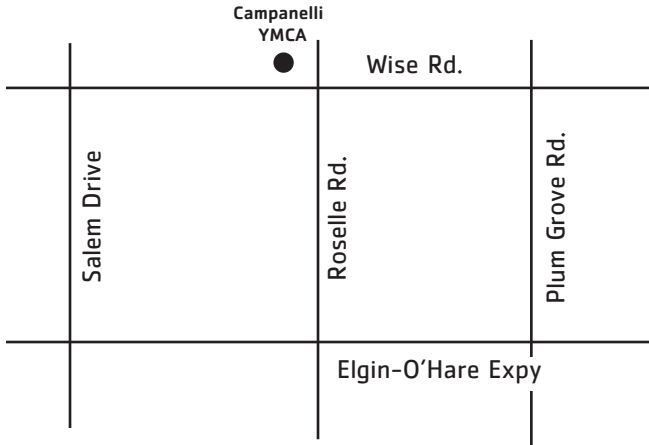 Campanelli
YMCA
Wise Rd.
Salem Drive
Roselle Rd.
Plum Grove Rd.
Elgin-O'Hare Expy